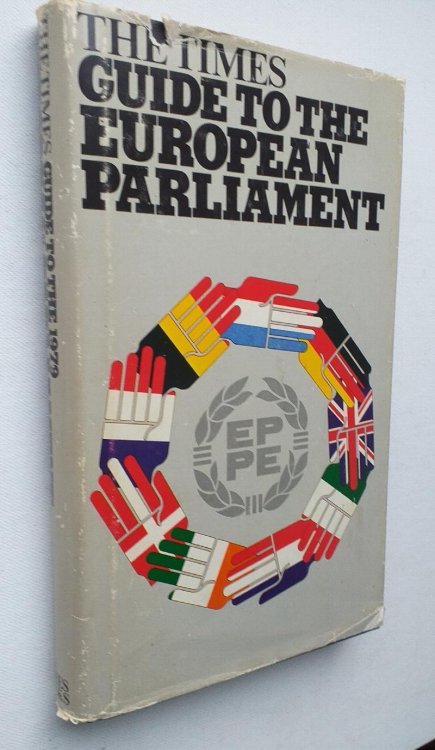 THE TIMES
GUIDE TO THE
EUROPEAN
PARLIAMENT
EP
PE
THE TIMES GUIDE TO THE 1979